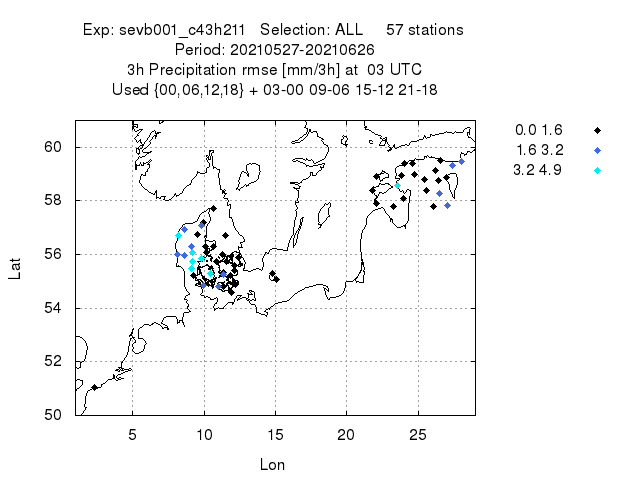 Exp: sevb001_c43h211   Selection: ALL     57 stations
Period: 20210527-20210626
3h Precipitation rmse [mm/3h] at  03 UTC
Used {00,06,12,18} + 03-00 09-06 15-12 21-18
0.0 1.6
1.6 3.2
3.2 4.9
60
58
56
54
52
50
Lat
5 10 15 20 25
Lon